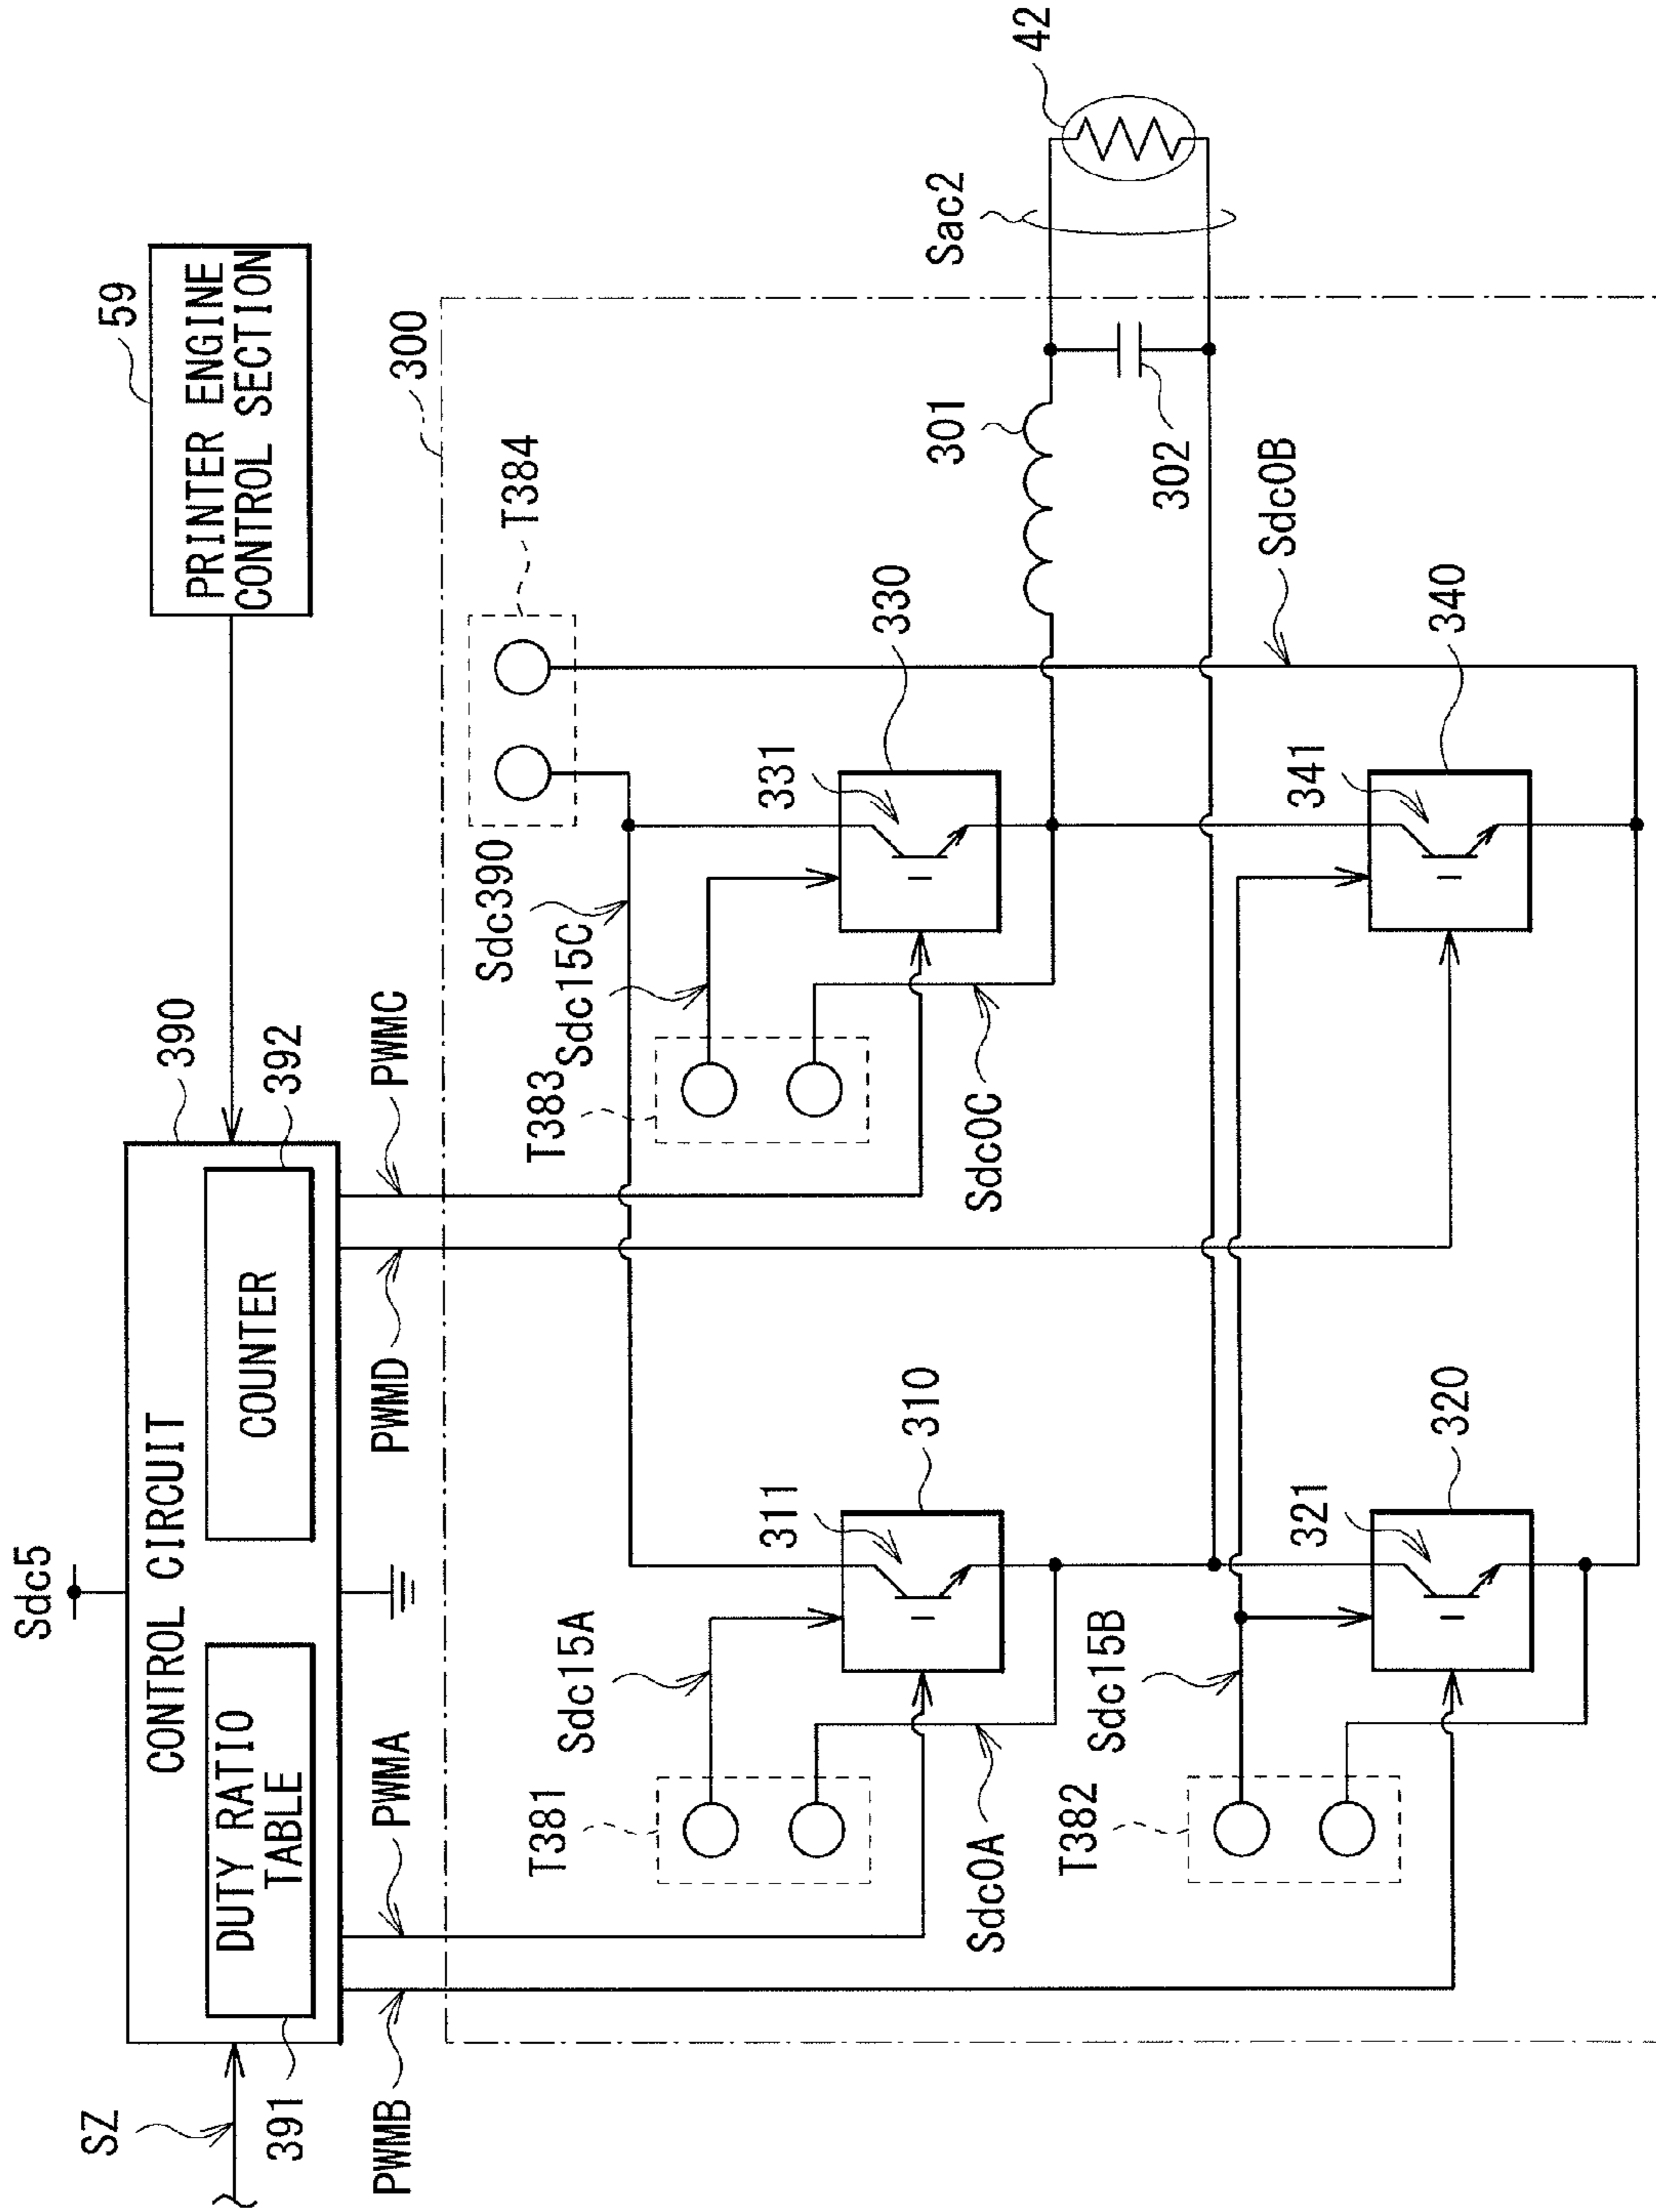 Sdc5
SZ
CONTROL CIRCUIT
390
DUTY RATIO
TABLE
391
COUNTER
392
59
PRINTER ENGINE
CONTROL SECTION
PWMB
PWMA
PWMD
PWMC
300
T384
Sdc390
T381
Sdc15A
311
310
Sdc0A
T383
Sdc15C
331
330
Sdc0C
301
302
Sac2
42
T382
Sdc15B
321
320
341
340
Sdc0B